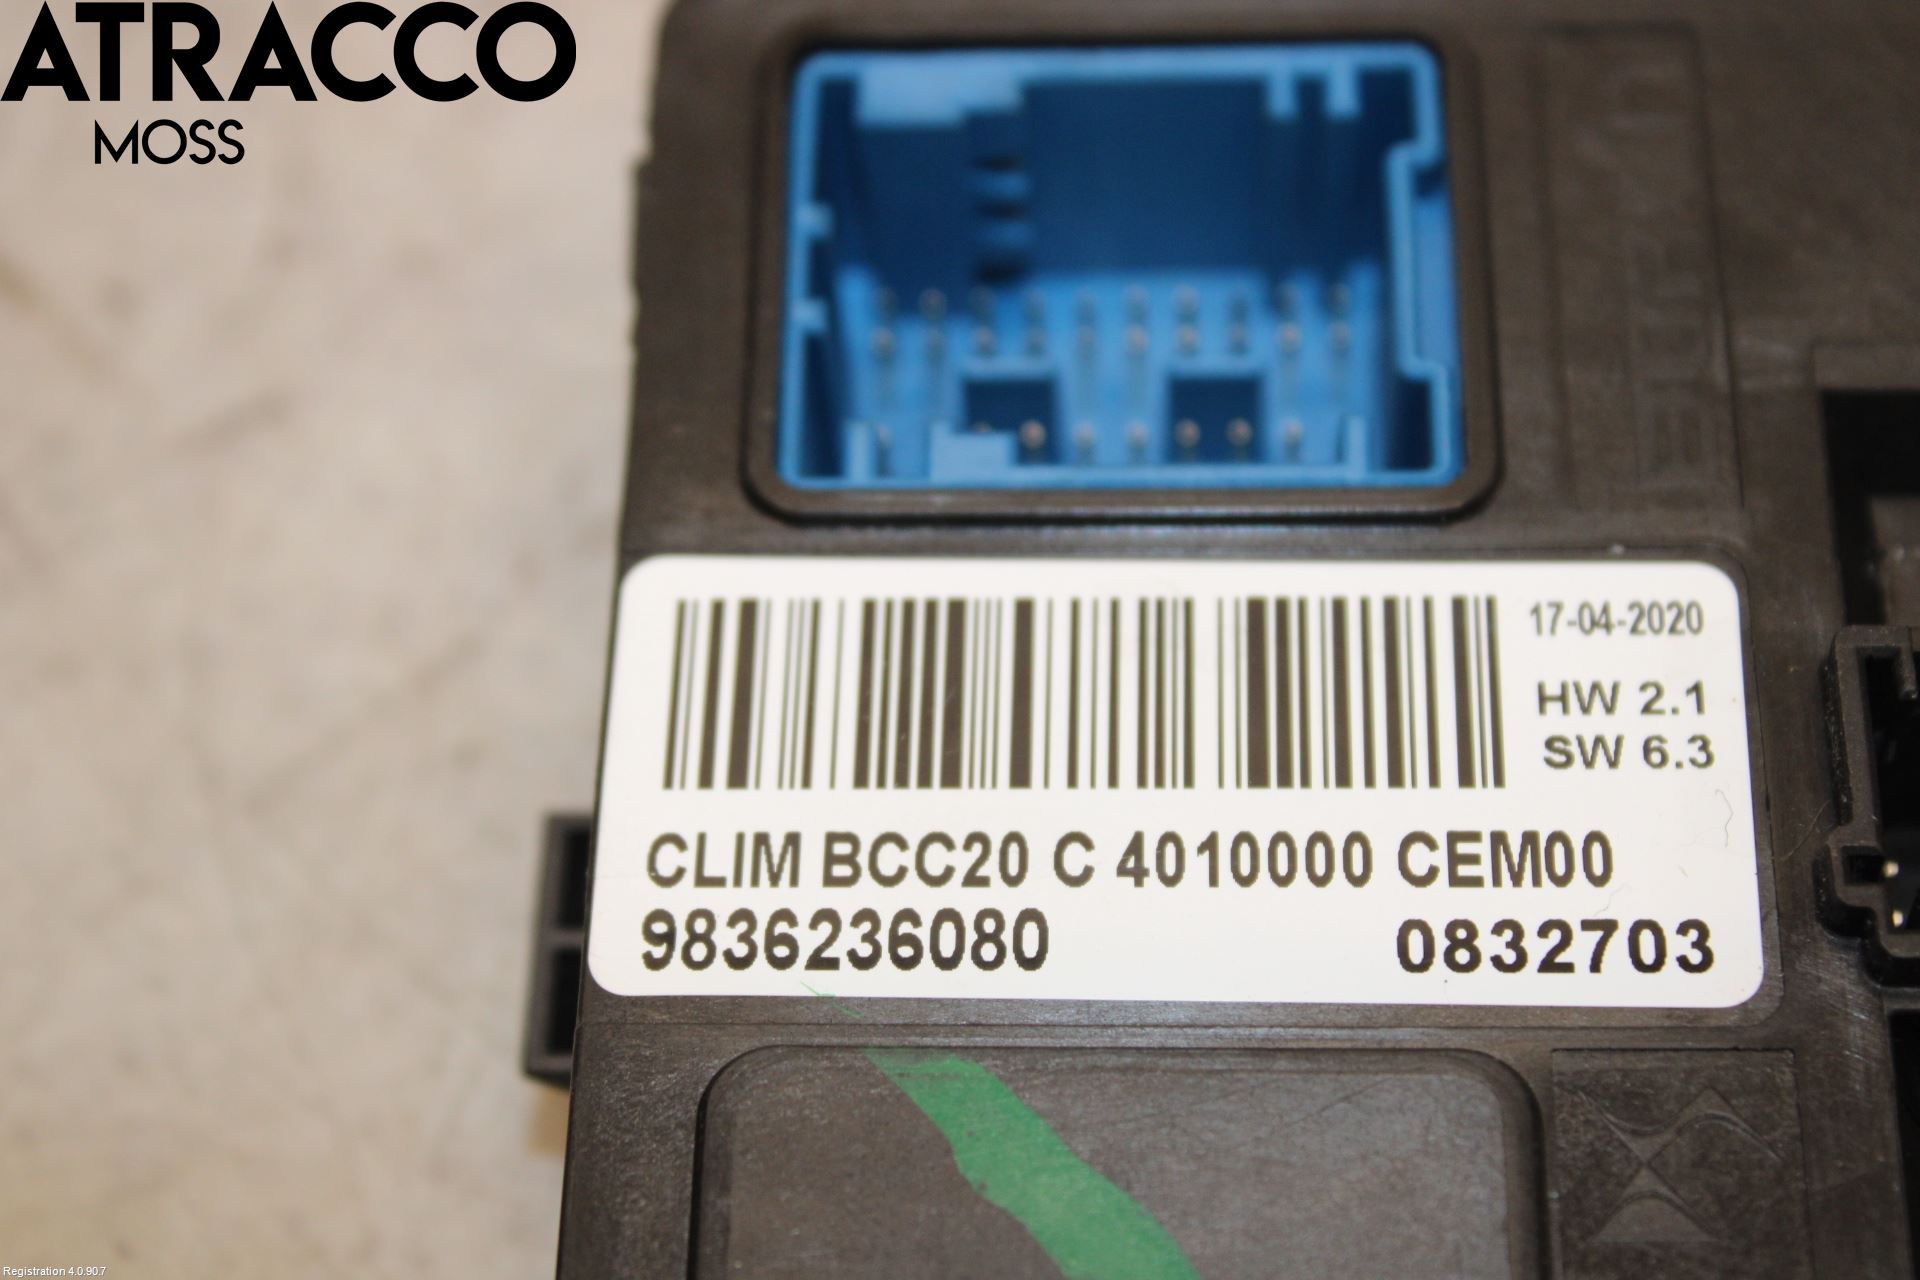 ATRACCO
MOSS
17-04-2020
HW 2.1
SW 6.3
CLIM BCC20 C 4010000 CEM00
9836236080 0832703
Registration 4.0.90.7